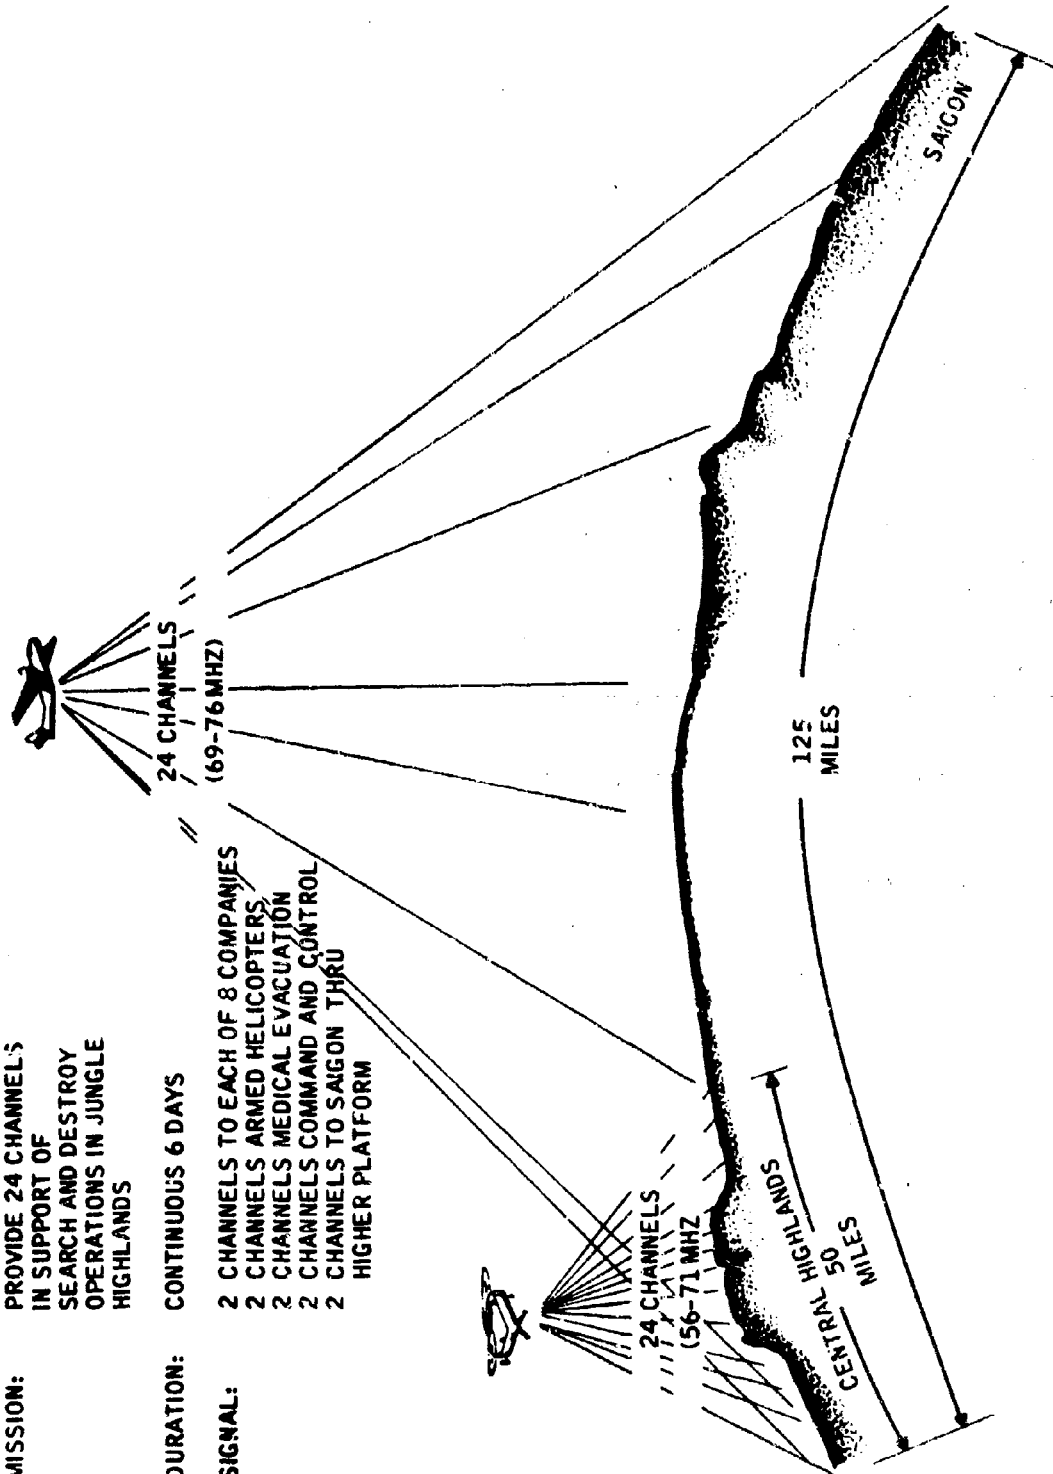 MISSION: PROVIDE 24 CHANNELS
IN SUPPORT OF
SEARCH AND DESTROY
OPERATIONS IN JUNGLE
HIGHLANDS
DURATION: CONTINUOUS 6 DAYS
SIGNAL: 2 CHANNELS TO EACH OF 8 COMPANIES
2 CHANNELS ARMED HELICOPTERS
2 CHANNELS MEDICAL EVACUATION
2 CHANNELS COMMAND AND CONTROL
2 CHANNELS TO SAIGON THRU
HIGHER PLATFORM
24 CHANNELS
(69-76MHZ)
24 CHANNELS
(56-71 MHZ
CENTRAL HIGHLANDS
50
MILES
125
MILES
SAIGON